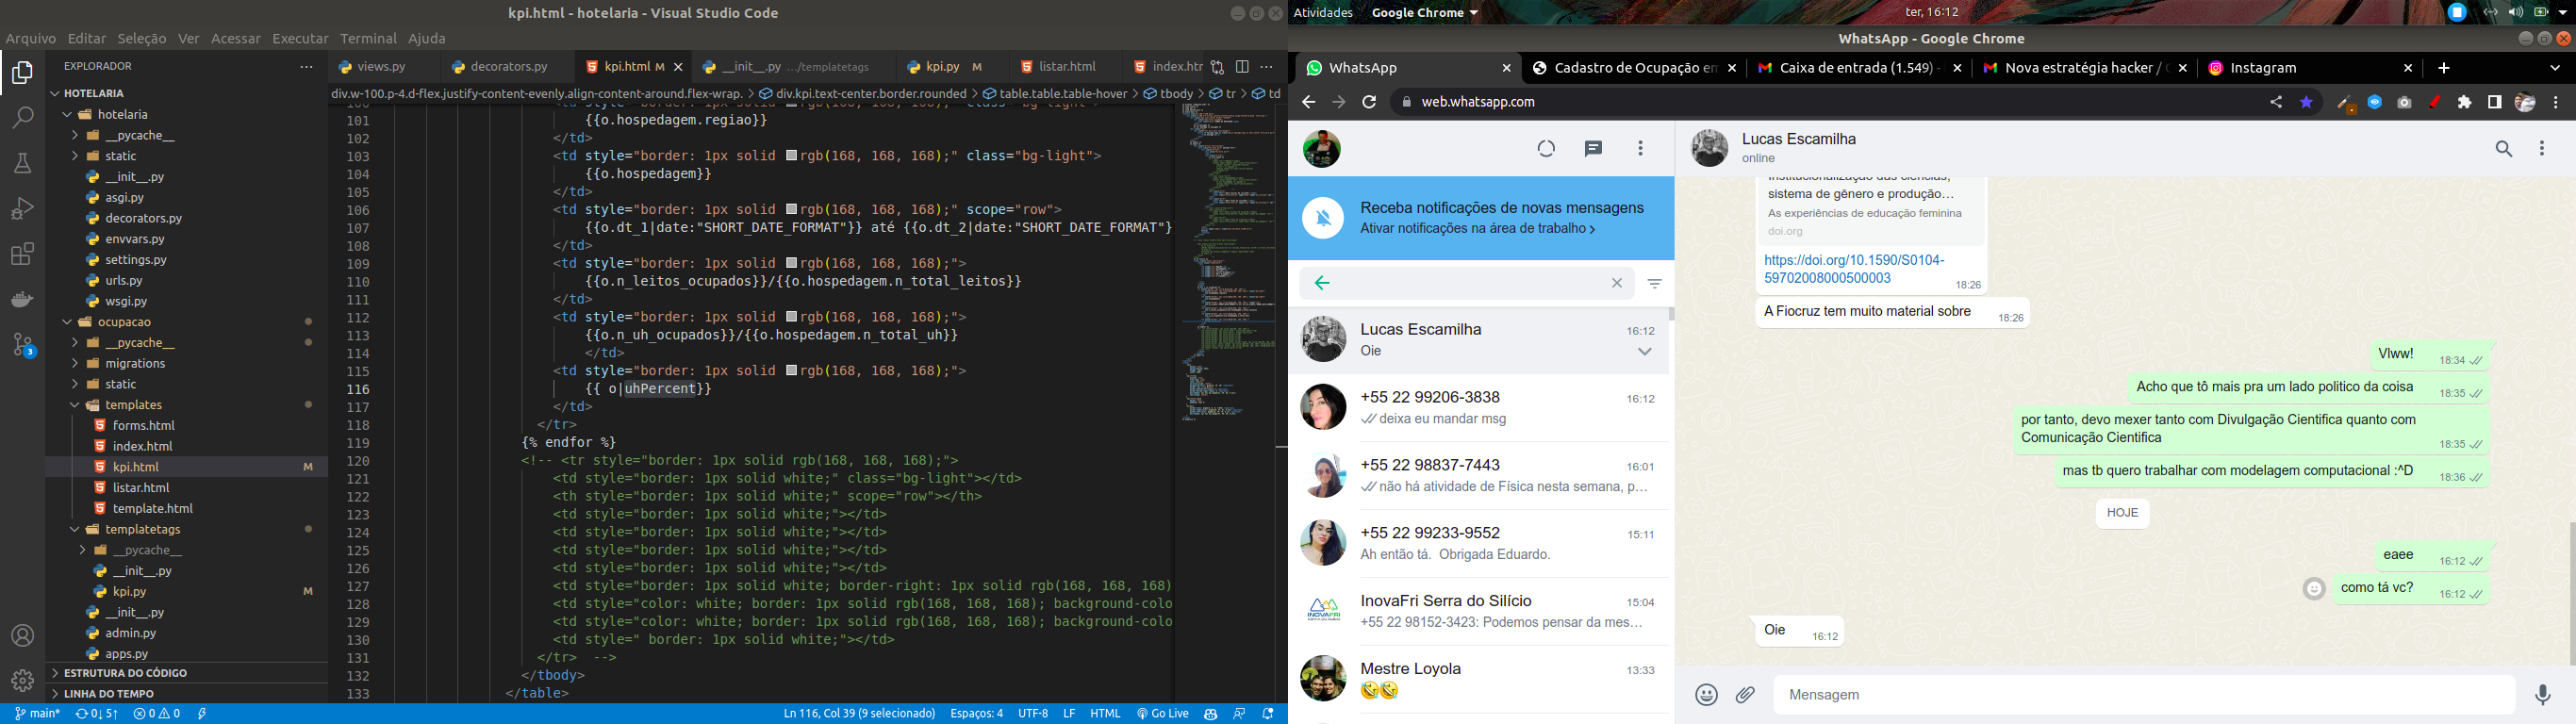 kpi.html - hotelaria - Visual Studio Code
Arquivo Editar Seleção Ver Acessar Executar Terminal Ajuda
EXPLORADOR
HOTELARIA
hotelaria
__pycache__
static
__init__.py
asgi.py
decorators.py
envvars.py
settings.py
urls.py
wsgi.py
ocupacao
__pycache__
migrations
static
templates
forms.html
index.html
kpi.html M
listar.html
template.html
templatetags
__pycache__
__init__.py
kpi.py M
__init__.py
admin.py
apps.py
ESTRUTURA DO CÓDIGO
LINHA DO TEMPO
3
views.py decorators.py kpi.html M __init__.py .../templatetags kpi.py M listar.html index.htr
div.w-100.p-4.d-flex.justify-content-evenly.align-content-around.flex-wrap. div.kpi.text-center.border.rounded table.table.table-hover tbody tr td
101 {{o.hospedagem.regiao}}
102 </td>
103 <td style="border: 1px solid rgb(168, 168, 168);" class="bg-light">
104 {{o.hospedagem}}
105 </td>
106 <td style="border: 1px solid rgb(168, 168, 168);" scope="row">
107 {{o.dt_1|date:"SHORT_DATE_FORMAT"}} até {{o.dt_2|date:"SHORT_DATE_FORMAT"}
108 </td>
109 <td style="border: 1px solid rgb(168, 168, 168);">
110 {{o.n_leitos_ocupados}}/{{o.hospedagem.n_total_leitos}}
111 </td>
112 <td style="border: 1px solid rgb(168, 168, 168);">
113 {{o.n_uh_ocupados}}/{{o.hospedagem.n_total_uh}}
114 </td>
115 <td style="border: 1px solid rgb(168, 168, 168);">
116 {{ o|uhPercent}}
117 </td>
118 </tr>
119 {% endfor %}
120 <!-- <tr style="border: 1px solid rgb(168, 168, 168);">
121 <td style="border: 1px solid white;" class="bg-light"></td>
122 <th style="border: 1px solid white;" scope="row"></th>
123 <td style="border: 1px solid white;"></td>
124 <td style="border: 1px solid white;"></td>
125 <td style="border: 1px solid white;"></td>
126 <td style="border: 1px solid white;"></td>
127 <td style="border: 1px solid white; border-right: 1px solid rgb(168, 168, 168)
128 <td style="color: white; border: 1px solid rgb(168, 168, 168); background-colo
129 <td style="color: white; border: 1px solid rgb(168, 168, 168); background-colo
130 <td style=" border: 1px solid white;"></td>
131 </tr> -->
132 </tbody>
133 </table>
main* 0↓ 5↑ 0 0 Ln 116, Col 39 (9 selecionado) Espaços: 4 UTF-8 LF HTML Go Live
Atividades Google Chrome ter, 16:12
WhatsApp - Google Chrome
WhatsApp Cadastro de Ocupação em Caixa de entrada (1.549) - Nova estratégia hacker / Instagram
web.whatsapp.com
Receba notificações de novas mensagens
Ativar notificações na área de trabalho
Lucas Escamilha 16:12
Oie
+55 22 99206-3838 16:12
deixa eu mandar msg
+55 22 98837-7443 16:01
não há atividade de Física nesta semana, p…
+55 22 99233-9552 15:11
Ah então tá. Obrigada Eduardo.
InovaFri Serra do Silício 15:04
+55 22 98152-3423: Podemos pensar da mes…
Mestre Loyola 13:33
🤣🤣
Lucas Escamilha
online
Institucionalização das ciências,
sistema de gênero e produção…
As experiências de educação feminina
doi.org
https://doi.org/10.1590/S0104-
59702008000500003
18:26
A Fiocruz tem muito material sobre 18:26
Vlww! 18:34
Acho que tô mais pra um lado politico da coisa 18:35
por tanto, devo mexer tanto com Divulgação Cientifica quanto com
Comunicação Cientifica 18:35
mas tb quero trabalhar com modelagem computacional :^D 18:36
HOJE
eaee 16:12
como tá vc? 16:12
Oie 16:12
Mensagem